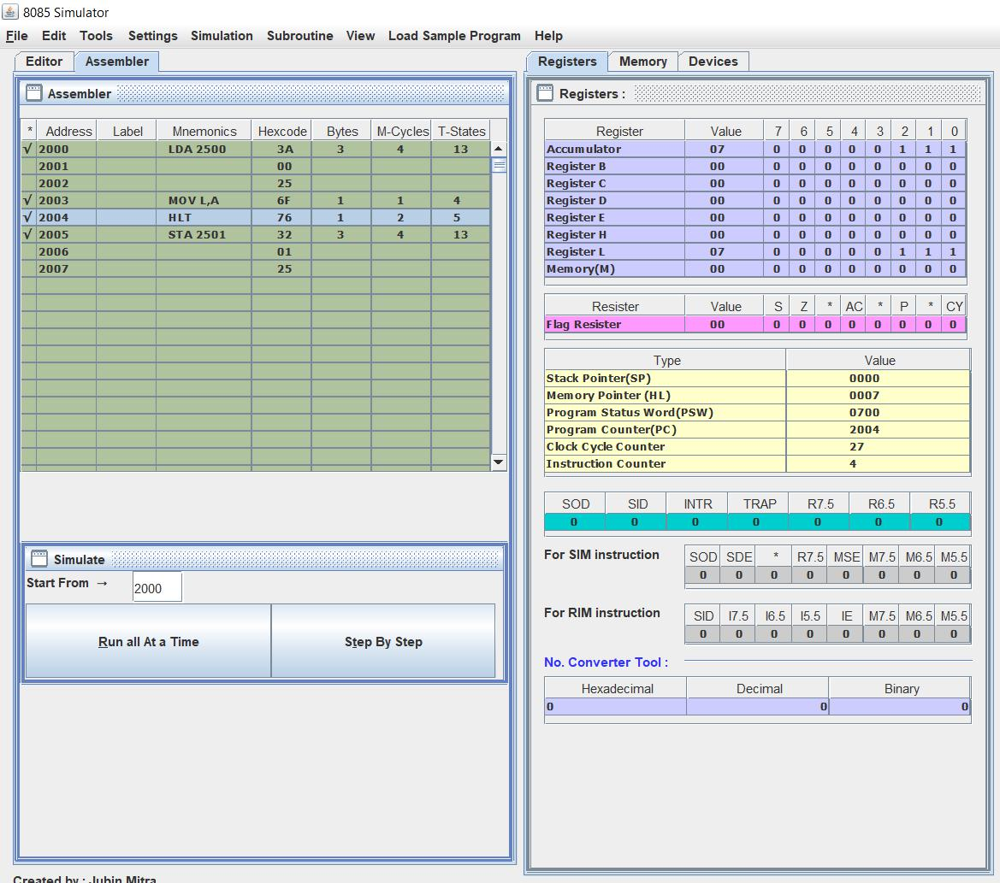 8085 Simulator
File Edit Tools Settings Simulation Subroutine View Load Sample Program Help
Editor Assembler
Assembler
* Address Label Mnemonics Hexcode Bytes M-Cycles T-States
√ 2000 LDA 2500 3A 3 4 13
2001 00
2002 25
√ 2003 MOV L,A 6F 1 1 4
√ 2004 HLT 76 1 2 5
√ 2005 STA 2501 32 3 4 13
2006 01
2007 25
Simulate
Start From → 2000
Run all At a Time Step By Step
Created by : Jubin Mitra
Registers Memory Devices
Registers :
Register Value 7 6 5 4 3 2 1 0
Accumulator 07 0 0 0 0 0 1 1 1
Register B 00 0 0 0 0 0 0 0 0
Register C 00 0 0 0 0 0 0 0 0
Register D 00 0 0 0 0 0 0 0 0
Register E 00 0 0 0 0 0 0 0 0
Register H 00 0 0 0 0 0 0 0 0
Register L 07 0 0 0 0 0 1 1 1
Memory(M) 00 0 0 0 0 0 0 0 0
Resister Value S Z * AC * P * CY
Flag Resister 00 0 0 0 0 0 0 0 0
Type Value
Stack Pointer(SP) 0000
Memory Pointer (HL) 0007
Program Status Word(PSW) 0700
Program Counter(PC) 2004
Clock Cycle Counter 27
Instruction Counter 4
SOD SID INTR TRAP R7.5 R6.5 R5.5
0 0 0 0 0 0 0
For SIM instruction
SOD SDE * R7.5 MSE M7.5 M6.5 M5.5
0 0 0 0 0 0 0 0
For RIM instruction
SID I7.5 I6.5 I5.5 IE M7.5 M6.5 M5.5
0 0 0 0 0 0 0 0
No. Converter Tool :
Hexadecimal Decimal Binary
0 0 0